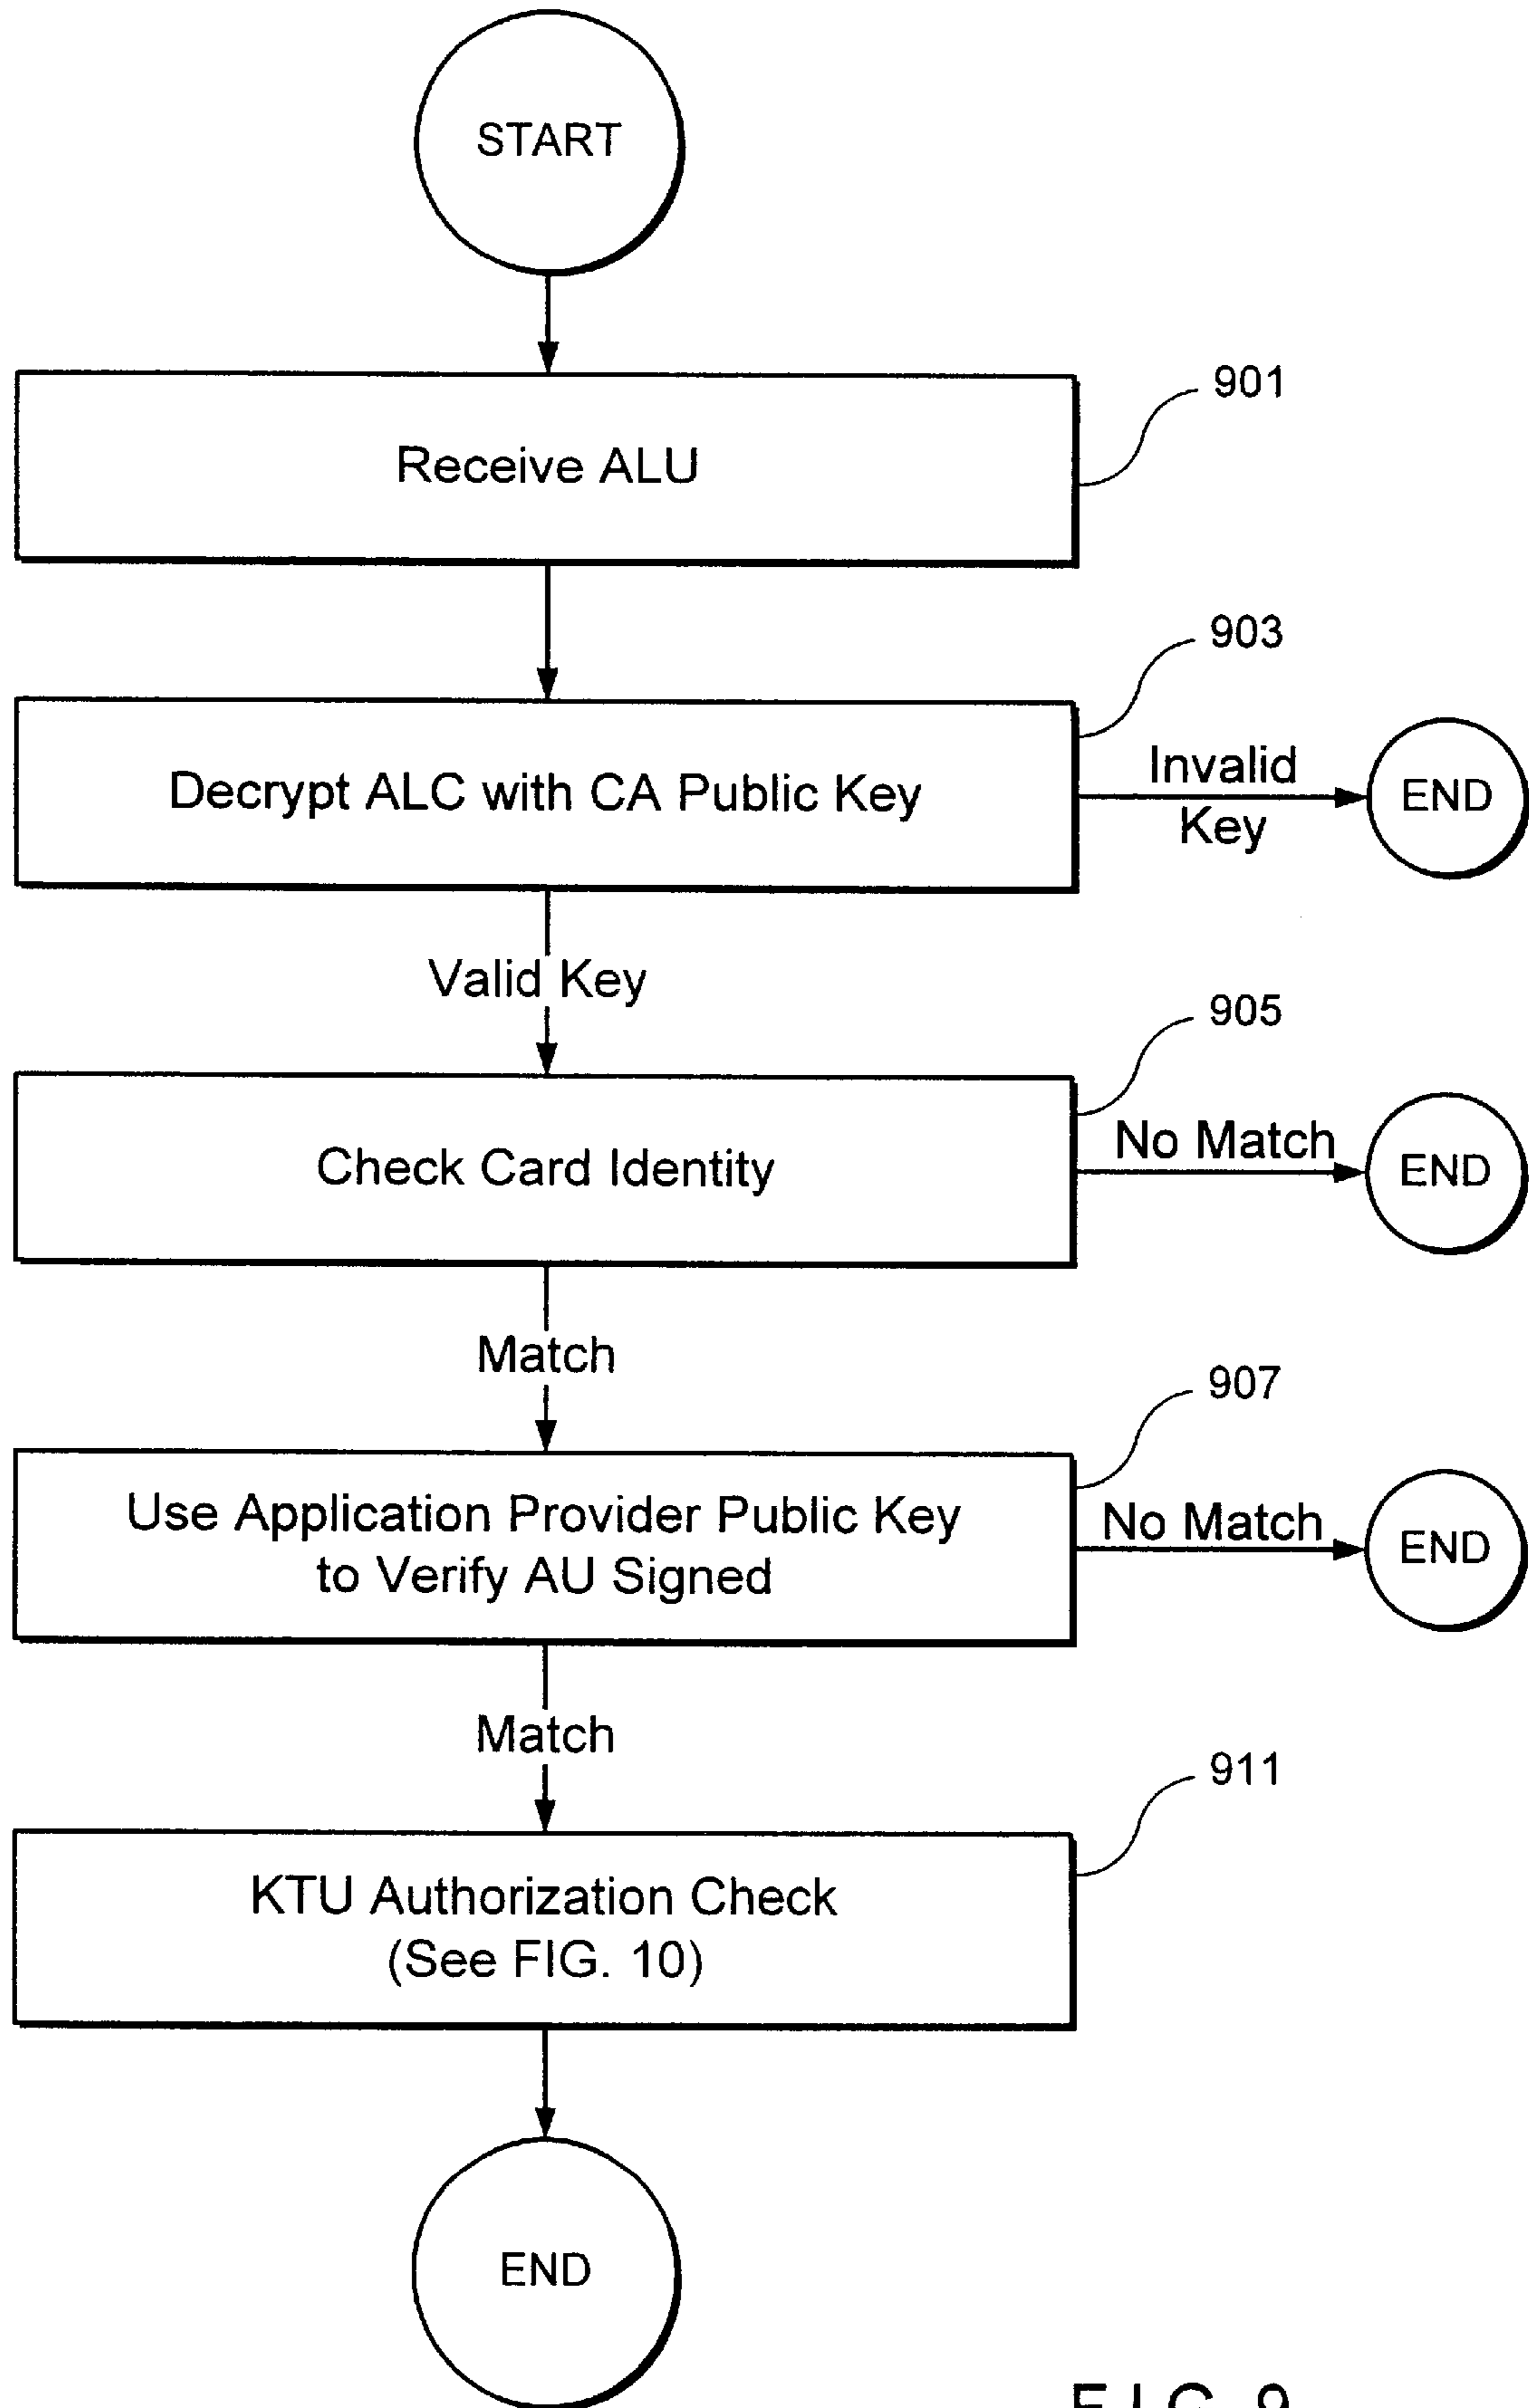 START
901
Receive ALU
903
Decrypt ALC with CA Public Key
Invalid
Key
END
Valid Key
905
Check Card Identity
No Match
END
Match
907
Use Application Provider Public Key
to Verify AU Signed
No Match
END
Match
911
KTU Authorization Check
(See FIG. 10)
END
FIG. 9